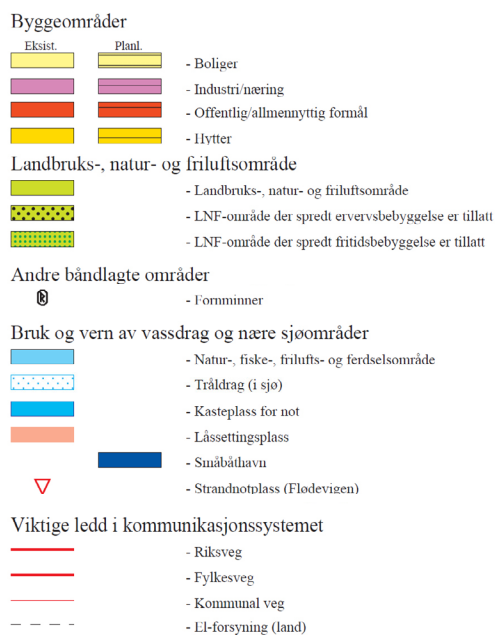 Byggeområder
Eksist. Planl.
- Boliger
- Industri/næring
- Offentlig/allmennyttig formål
- Hytter
Landbruks-, natur- og friluftsområde
- Landbruks-, natur- og friluftsområde
- LNF-område der spredt ervervsbebyggelse er tillatt
- LNF-område der spredt fritidsbebyggelse er tillatt
Andre båndlagte områder
R - Fornminner
Bruk og vern av vassdrag og nære sjøområder
- Natur-, fiske-, frilufts- og ferdselsområde
- Tråldrag (i sjø)
- Kasteplass for not
- Låssettingsplass
- Småbåthavn
- Strandnotplass (Flødevigen)
Viktige ledd i kommunikasjonssystemet
- Riksveg
- Fylkesveg
- Kommunal veg
- El-forsyning (land)